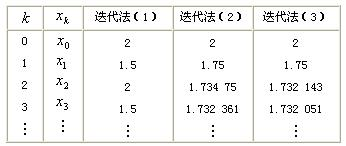 k x_k 迭代法(1) 迭代法(2) 迭代法(3)
0 x_0 2 2 2
1 x_1 1.5 1.75 1.75
2 x_2 2 1.734 75 1.732 143
3 x_3 1.5 1.732 361 1.732 051
⋮ ⋮ ⋮ ⋮ ⋮